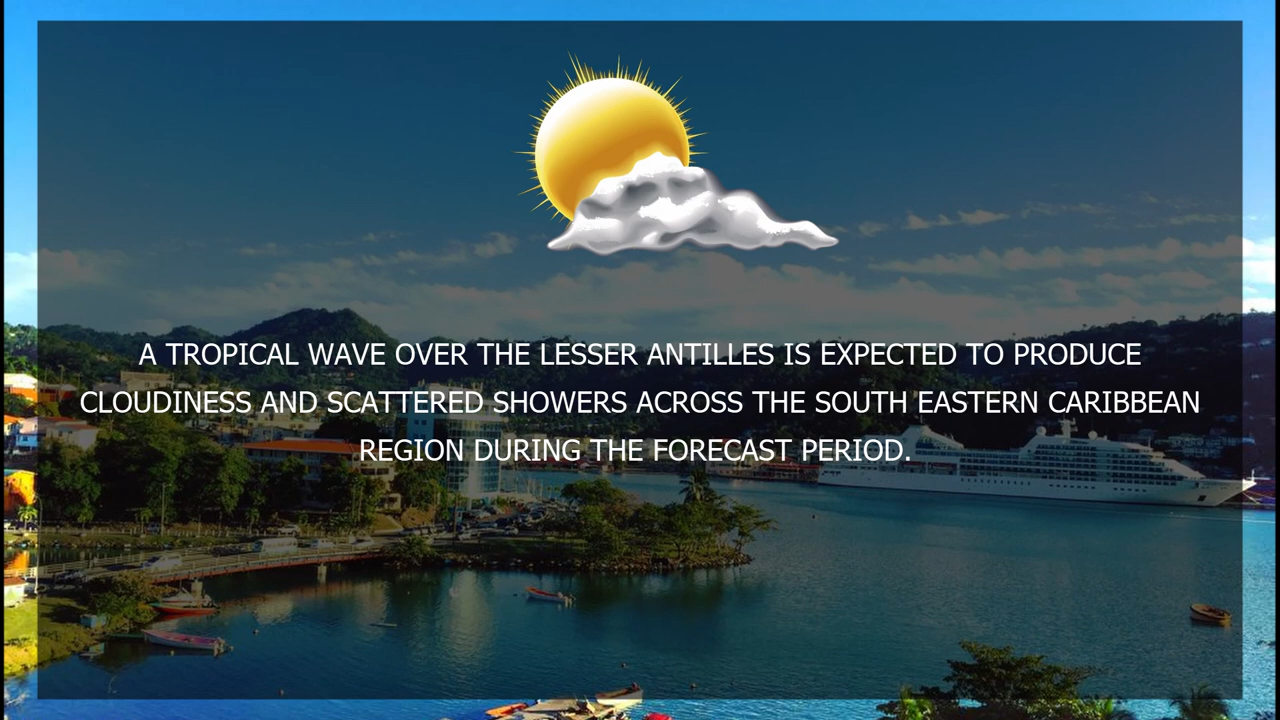 A TROPICAL WAVE OVER THE LESSER ANTILLES IS EXPECTED TO PRODUCE
CLOUDINESS AND SCATTERED SHOWERS ACROSS THE SOUTH EASTERN CARIBBEAN
REGION DURING THE FORECAST PERIOD.